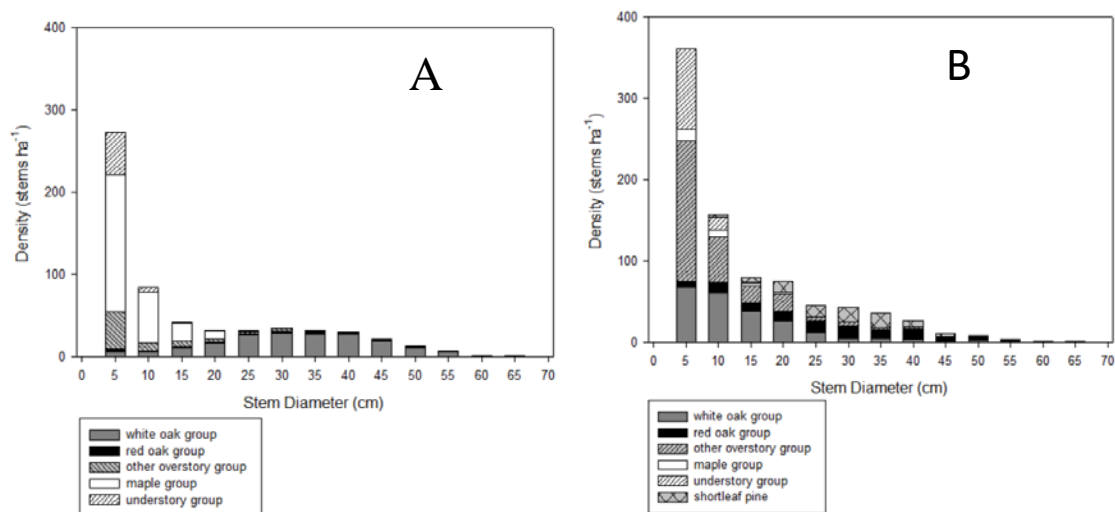 A
400
300
200
100
0
Density (stems ha-1)
0 5 10 15 20 25 30 35 40 45 50 55 60 65 70
Stem Diameter (cm)
white oak group
red oak group
other overstory group
maple group
understory group
B
400
300
200
100
0
Density (stems ha-1)
0 5 10 15 20 25 30 35 40 45 50 55 60 65 70
Stem Diameter (cm)
white oak group
red oak group
other overstory group
maple group
understory group
shortleaf pine